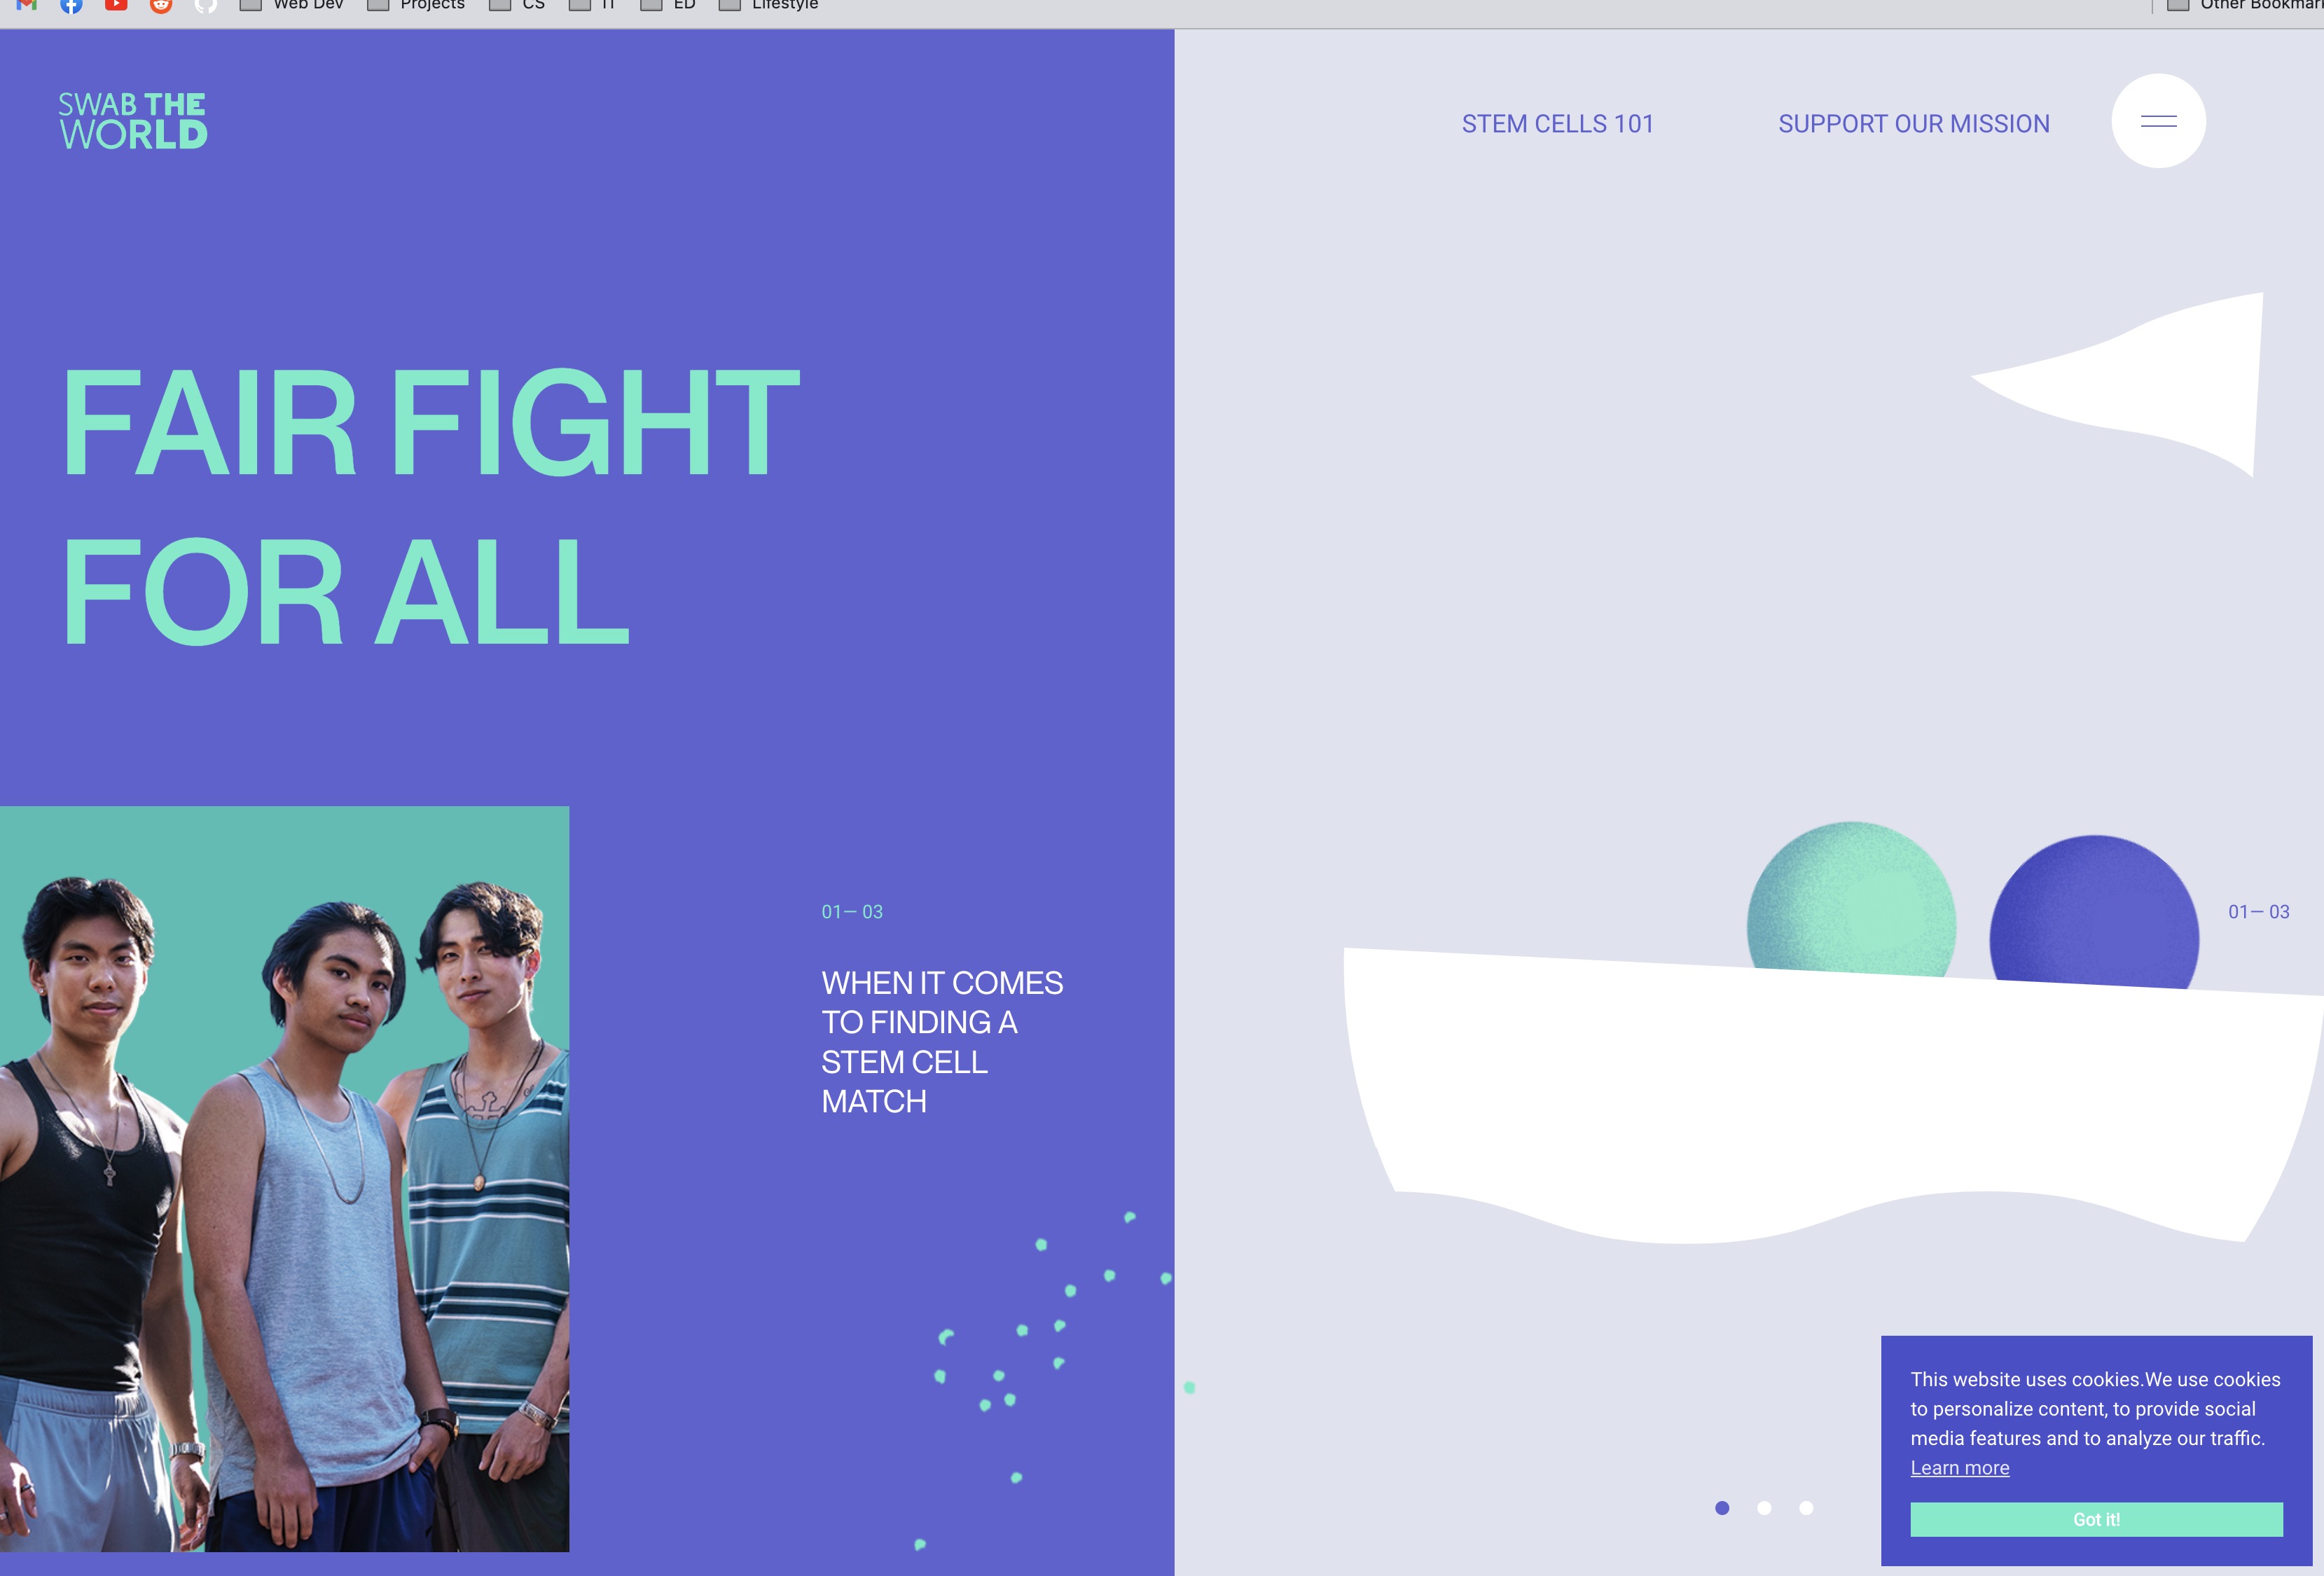 Web Dev Projects CS IT ED Lifestyle Other Bookmar
SWAB THE
WORLD
STEM CELLS 101 SUPPORT OUR MISSION
FAIR FIGHT
FOR ALL
01— 03
WHEN IT COMES
TO FINDING A
STEM CELL
MATCH
01— 03
This website uses cookies.We use cookies
to personalize content, to provide social
media features and to analyze our traffic.
Learn more
Got it!